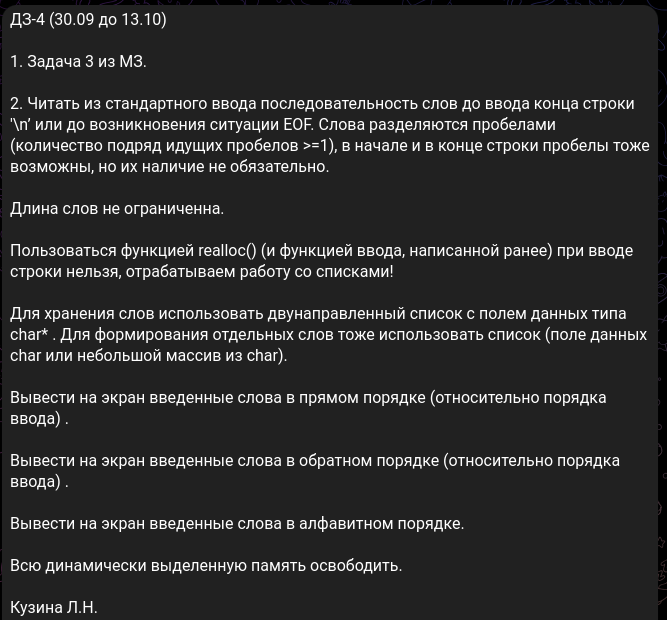 ДЗ-4 (30.09 до 13.10)
1. Задача 3 из МЗ.
2. Читать из стандартного ввода последовательность слов до ввода конца строки
'\n’ или до возникновения ситуации EOF. Слова разделяются пробелами
(количество подряд идущих пробелов >=1), в начале и в конце строки пробелы тоже
возможны, но их наличие не обязательно.
Длина слов не ограниченна.
Пользоваться функцией realloc() (и функцией ввода, написанной ранее) при вводе
строки нельзя, отрабатываем работу со списками!
Для хранения слов использовать двунаправленный список с полем данных типа
char* . Для формирования отдельных слов тоже использовать список (поле данных
char или небольшой массив из char).
Вывести на экран введенные слова в прямом порядке (относительно порядка
ввода) .
Вывести на экран введенные слова в обратном порядке (относительно порядка
ввода) .
Вывести на экран введенные слова в алфавитном порядке.
Всю динамически выделенную память освободить.
Кузина Л.Н.